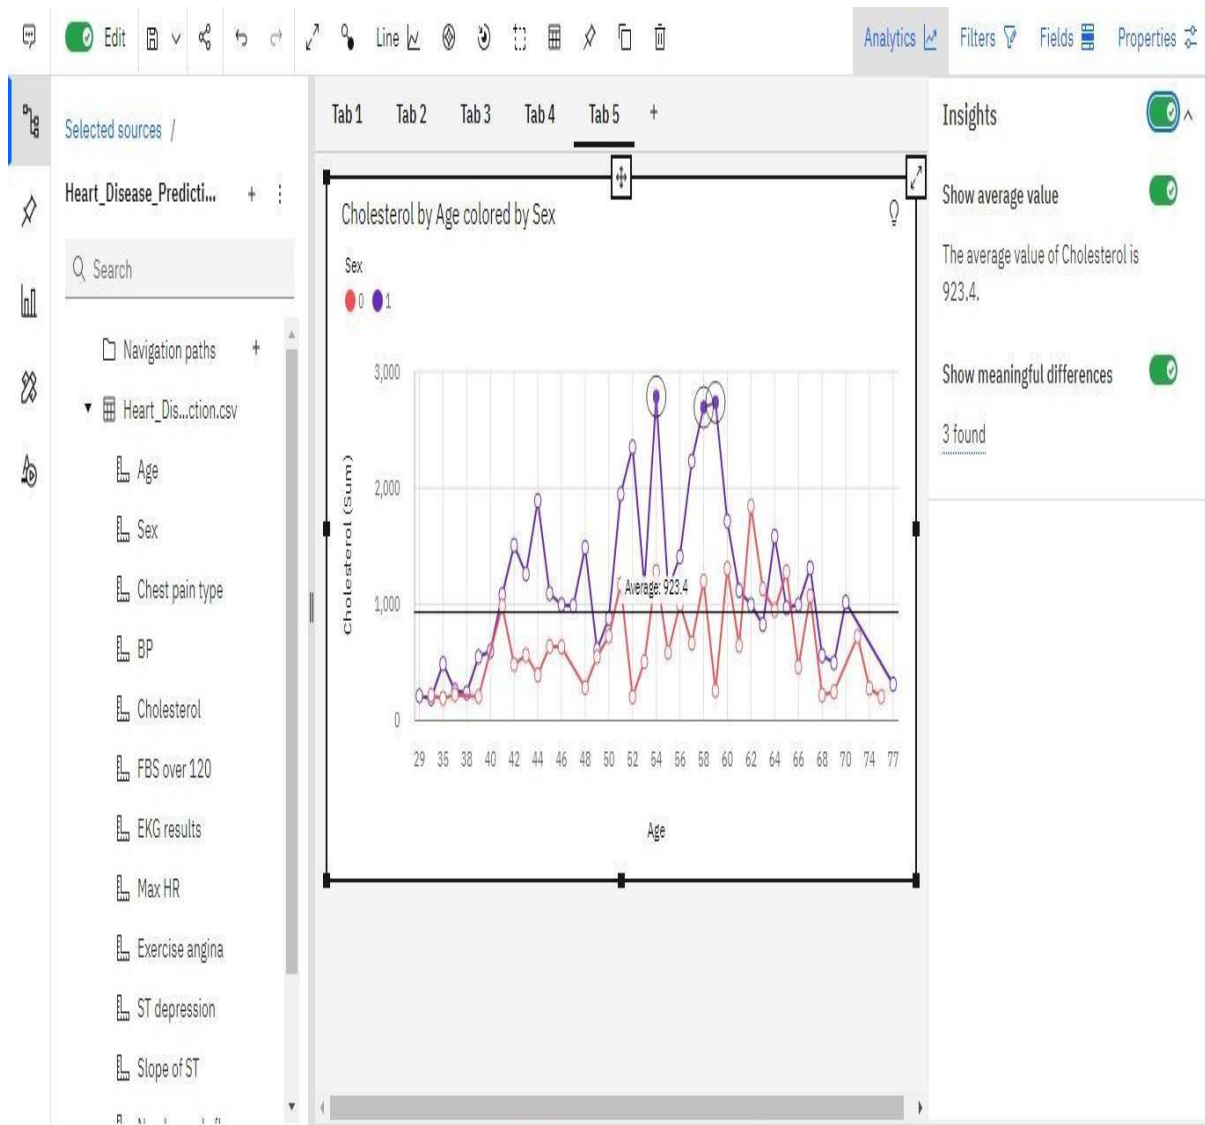 Edit
Line
Analytics
Filters
Fields
Properties
Selected sources /
Heart_Disease_Predicti...
Search
Navigation paths
Heart_Dis...ction.csv
Age
Sex
Chest pain type
BP
Cholesterol
FBS over 120
EKG results
Max HR
Exercise angina
ST depression
Slope of ST
Tab 1 Tab 2 Tab 3 Tab 4 Tab 5 +
Cholesterol by Age colored by Sex
Sex
0 1
Cholesterol (Sum)
3,000
2,000
1,000
0
Average: 923.4
29 35 38 40 42 44 46 48 50 52 54 56 58 60 62 64 66 68 70 74 77
Age
Insights
Show average value
The average value of Cholesterol is
923.4.
Show meaningful differences
3 found